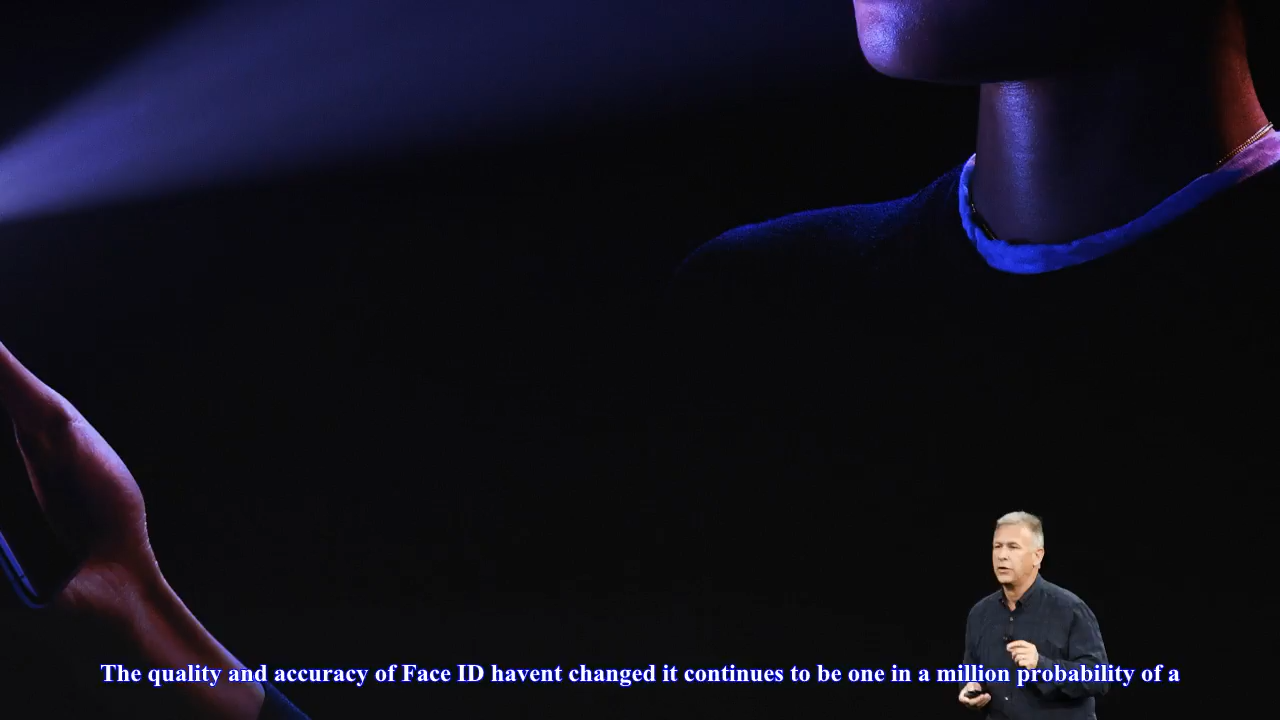 The quality and accuracy of Face ID havent changed it continues to be one in a million probability of a